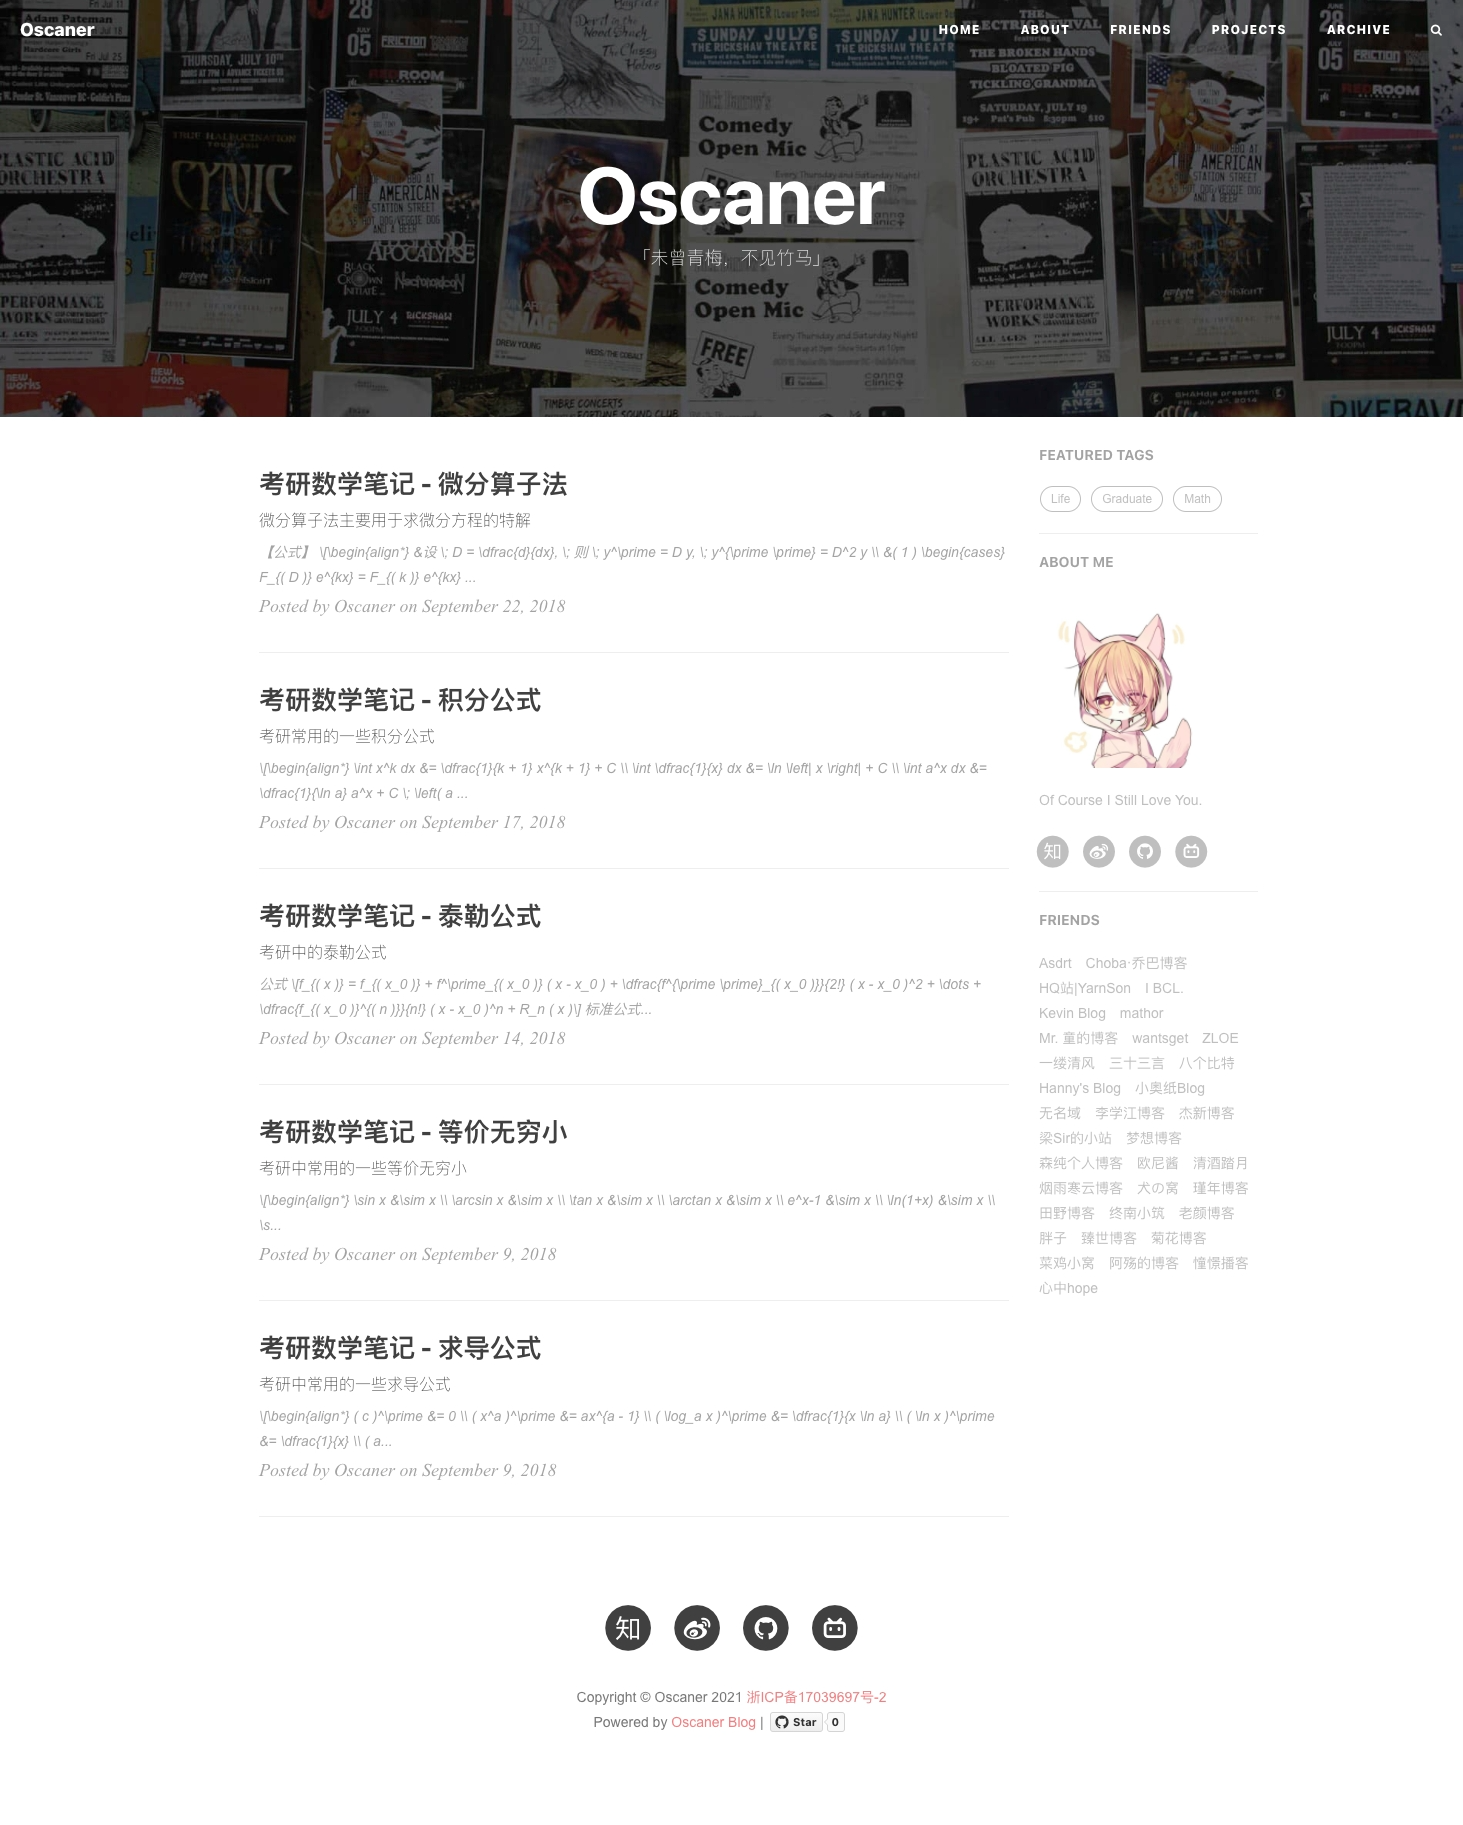 Oscaner
HOME ABOUT FRIENDS PROJECTS ARCHIVE
Oscaner
「未曾青梅，不见竹马」
考研数学笔记 - 微分算子法
微分算子法主要用于求微分方程的特解
【公式】 \[\begin{align*} &设 \; D = \dfrac{d}{dx}, \; 则 \; y^\prime = D y, \; y^{\prime \prime} = D^2 y \\ &( 1 ) \begin{cases}
F_{( D )} e^{kx} = F_{( k )} e^{kx} ...
Posted by Oscaner on September 22, 2018
考研数学笔记 - 积分公式
考研常用的一些积分公式
\[\begin{align*} \int x^k dx &= \dfrac{1}{k + 1} x^{k + 1} + C \\ \int \dfrac{1}{x} dx &= \ln \left| x \right| + C \\ \int a^x dx &=
\dfrac{1}{\ln a} a^x + C \; \left( a ...
Posted by Oscaner on September 17, 2018
考研数学笔记 - 泰勒公式
考研中的泰勒公式
公式 \[f_{( x )} = f_{( x_0 )} + f^\prime_{( x_0 )} ( x - x_0 ) + \dfrac{f^{\prime \prime}_{( x_0 )}}{2!} ( x - x_0 )^2 + \dots +
\dfrac{f_{( x_0 )}^{( n )}}{n!} ( x - x_0 )^n + R_n ( x )\] 标准公式...
Posted by Oscaner on September 14, 2018
考研数学笔记 - 等价无穷小
考研中常用的一些等价无穷小
\[\begin{align*} \sin x &\sim x \\ \arcsin x &\sim x \\ \tan x &\sim x \\ \arctan x &\sim x \\ e^x-1 &\sim x \\ \ln(1+x) &\sim x \\
\s...
Posted by Oscaner on September 9, 2018
考研数学笔记 - 求导公式
考研中常用的一些求导公式
\[\begin{align*} ( c )^\prime &= 0 \\ ( x^a )^\prime &= ax^{a - 1} \\ ( \log_a x )^\prime &= \dfrac{1}{x \ln a} \\ ( \ln x )^\prime
&= \dfrac{1}{x} \\ ( a...
Posted by Oscaner on September 9, 2018
FEATURED TAGS
Life Graduate Math
ABOUT ME
Of Course I Still Love You.
知
FRIENDS
Asdrt Choba·乔巴博客
HQ站|YarnSon I BCL.
Kevin Blog mathor
Mr. 童的博客 wantsget ZLOE
一缕清风 三十三言 八个比特
Hanny's Blog 小奥纸Blog
无名域 李学江博客 杰新博客
梁Sir的小站 梦想博客
森纯个人博客 欧尼酱 清酒踏月
烟雨寒云博客 犬の窝 瑾年博客
田野博客 终南小筑 老颜博客
胖子 臻世博客 菊花博客
菜鸡小窝 阿殇的博客 憧憬播客
心中hope
知
Copyright © Oscaner 2021 浙ICP备17039697号-2
Powered by Oscaner Blog | Star 0